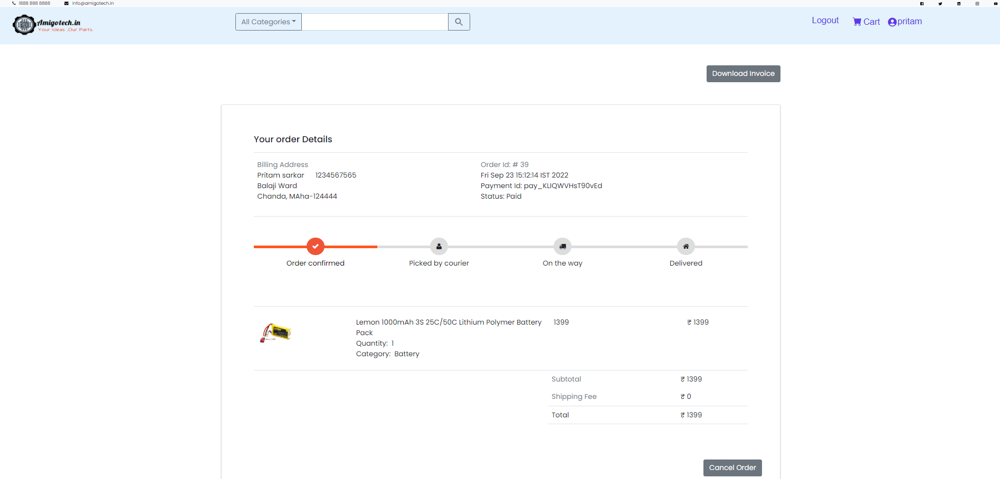 1888 888 8888 info@amigotech.in
Amigotech.in
Your Ideas ,Our Parts.
All Categories
Logout Cart pritam
Download Invoice
Your order Details
Billing Address
Pritam sarkar 1234567565
Balaji Ward
Chanda, MAha-124444
Order Id: # 39
Fri Sep 23 15:12:14 IST 2022
Payment Id: pay_KLIQWVHsT90vEd
Status: Paid
Order confirmed
Picked by courier
On the way
Delivered
Lemon 1000mAh 3S 25C/50C Lithium Polymer Battery
Pack
Quantity: 1
Category: Battery
1399
₹ 1399
Subtotal ₹ 1399
Shipping Fee ₹ 0
Total ₹ 1399
Cancel Order